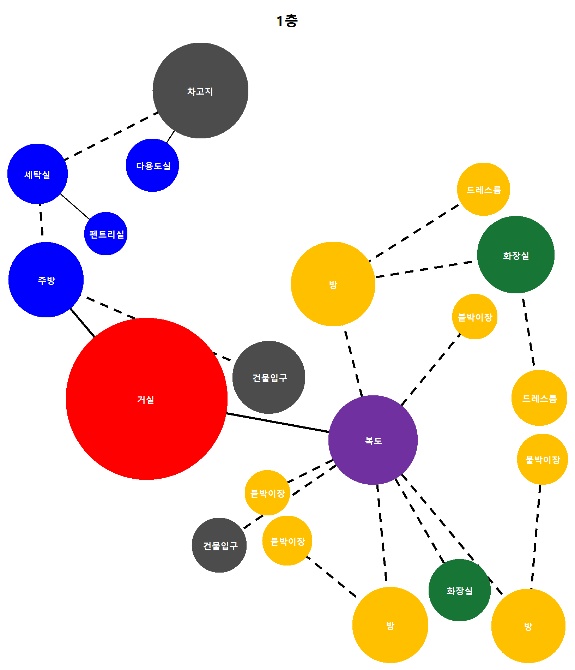 1층
차고지
다용도실
세탁실
드레스룸
펜트리실
화장실
주방
방
붙박이장
건물입구
드레스룸
거실
복도
붙박이장
붙박이장
붙박이장
건물입구
화장실
방
방